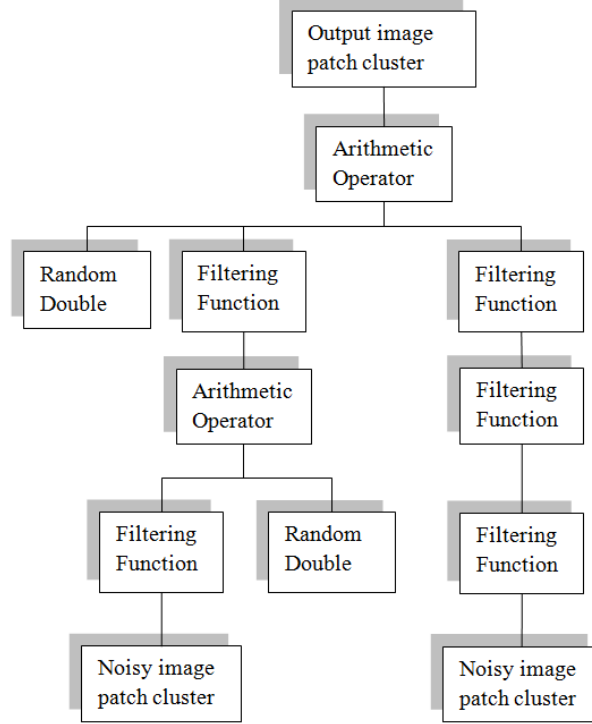 Output image
patch cluster
Arithmetic
Operator
Random
Double
Filtering
Function
Filtering
Function
Arithmetic
Operator
Filtering
Function
Filtering
Function
Random
Double
Filtering
Function
Noisy image
patch cluster
Noisy image
patch cluster